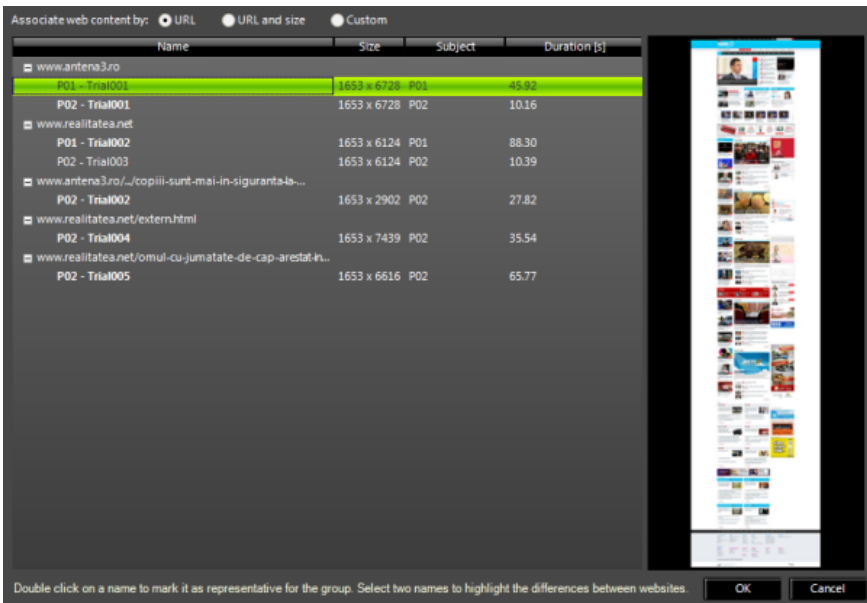 Associate web content by: URL URL and size Custom
Name Size Subject Duration [s]
www.antena3.ro
P01 - Trial001 1653 x 6728 P01 45.92
P02 - Trial001 1653 x 6728 P02 10.16
www.realitatea.net
P01 - Trial002 1653 x 6124 P01 88.30
P02 - Trial003 1653 x 6124 P02 10.39
www.antena3.ro/../copiii-sunt-mai-in-siguranta-la-...
P02 - Trial002 1653 x 2902 P02 27.82
www.realitatea.net/extern.html
P02 - Trial004 1653 x 7439 P02 35.54
www.realitatea.net/omul-cu-jumatate-de-cap-arestat-in...
P02 - Trial005 1653 x 6616 P02 65.77
Double click on a name to mark it as representative for the group. Select two names to highlight the differences between websites. OK Cancel